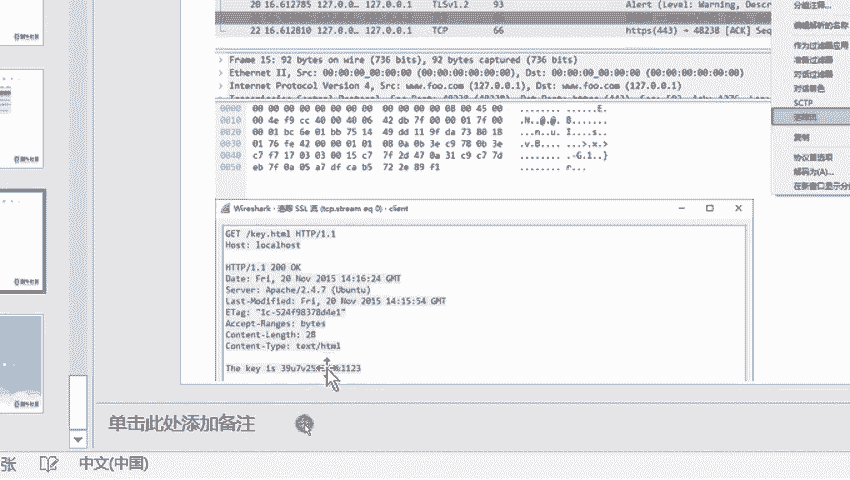 20 16.612785 127.0.0.1 127.0.0.1 TLSv1.2 93 Alert (Level: Warning, Descr
22 16.612810 127.0.0.1 127.0.0.1 TCP 66 https(443) → 48238 [ACK] Seq
分组注释...
编辑解析的名称
作为过滤器应用
准备过滤器
对话过滤器
对话着色
SCTP
追踪流
复制
协议首选项
解码为(A)...
在新窗口显示分
› Frame 15: 92 bytes on wire (736 bits), 92 bytes captured (736 bits)
› Ethernet II, Src: 00:00:00_00:00:00 (00:00:00:00:00:00), Dst: 00:00:00_00:00:00 (00:00:00:00:00:00)
› Internet Protocol Version 4, Src: www.foo.com (127.0.0.1), Dst: www.foo.com (127.0.0.1)
0000 00 00 00 00 00 00 00 00 00 00 00 00 08 00 45 00 ........ ......E.
0010 00 4e f9 cc 40 00 40 06 42 db 7f 00 00 01 7f 00 .N..@.@. B.......
0020 00 01 bc 6e 01 bb 75 14 49 dd 11 9f da 73 80 18 ...n..u. I....s..
0030 01 76 fe 42 00 00 01 01 08 0a 0b 3e c9 78 0b 3e .v.B.... ...>.x.>
0040 c7 f7 17 03 03 00 15 c7 7f 2d 47 0a 31 c9 c7 7d ........ .-G.1..}
0050 eb 7f 0a 05 a7 df ca b5 72 2e 89 f1 ........ r...
Wireshark · 追踪 SSL 流 (tcp.stream eq 0) · client
GET /key.html HTTP/1.1
Host: localhost
HTTP/1.1 200 OK
Date: Fri, 20 Nov 2015 14:16:24 GMT
Server: Apache/2.4.7 (Ubuntu)
Last-Modified: Fri, 20 Nov 2015 14:15:54 GMT
ETag: "1c-524f98378d4e1"
Accept-Ranges: bytes
Content-Length: 28
Content-Type: text/html
The key is
单击此处添加备注
张 中文(中国)